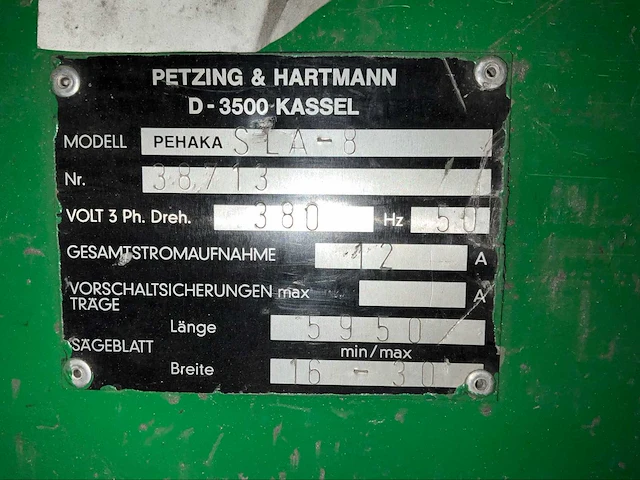 PETZING & HARTMANN
D-3500 KASSEL
MODELL PEHAKA SLA-8
Nr. 38713
VOLT 3 Ph. Dreh. 380 Hz 50
GESAMTSTROMAUFNAHME 12 A
VORSCHALTSICHERUNGEN max A
TRÄGE
Länge 5950
SÄGEBLATT min/max
Breite 16-30